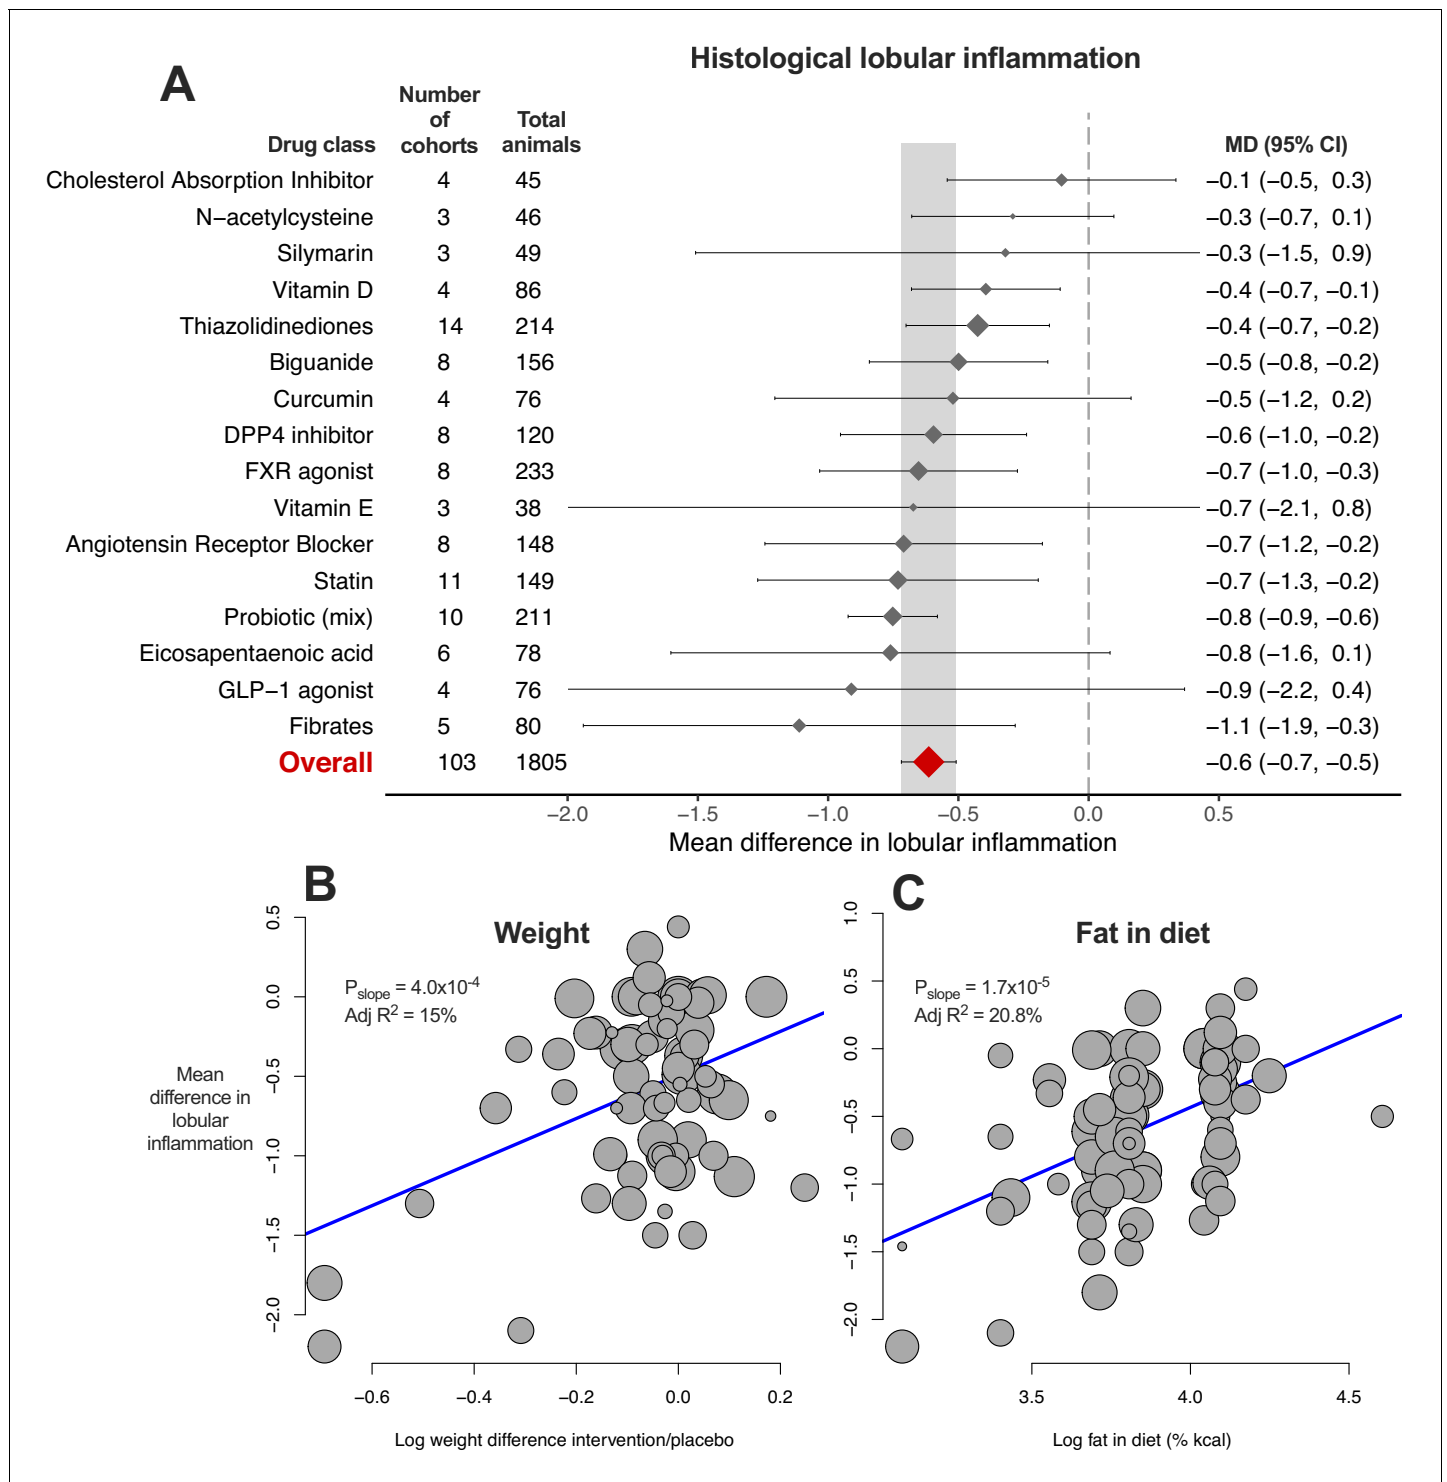 A
Histological lobular inflammation
Number
of
cohorts
Total
animals
Drug class
MD (95% CI)
Cholesterol Absorption Inhibitor 4 45 −0.1 (−0.5, 0.3)
N−acetylcysteine 3 46 −0.3 (−0.7, 0.1)
Silymarin 3 49 −0.3 (−1.5, 0.9)
Vitamin D 4 86 −0.4 (−0.7, −0.1)
Thiazolidinediones 14 214 −0.4 (−0.7, −0.2)
Biguanide 8 156 −0.5 (−0.8, −0.2)
Curcumin 4 76 −0.5 (−1.2, 0.2)
DPP4 inhibitor 8 120 −0.6 (−1.0, −0.2)
FXR agonist 8 233 −0.7 (−1.0, −0.3)
Vitamin E 3 38 −0.7 (−2.1, 0.8)
Angiotensin Receptor Blocker 8 148 −0.7 (−1.2, −0.2)
Statin 11 149 −0.7 (−1.3, −0.2)
Probiotic (mix) 10 211 −0.8 (−0.9, −0.6)
Eicosapentaenoic acid 6 78 −0.8 (−1.6, 0.1)
GLP−1 agonist 4 76 −0.9 (−2.2, 0.4)
Fibrates 5 80 −1.1 (−1.9, −0.3)
Overall 103 1805 −0.6 (−0.7, −0.5)
−2.0 −1.5 −1.0 −0.5 0.0 0.5
Mean difference in lobular inflammation
B
Weight
P slope = 4.0x10-4
Adj R2 = 15%
Mean
difference in
lobular
inflammation
0.5
0.0
−0.5
−1.0
−1.5
−2.0
−0.6 −0.4 −0.2 0.0 0.2
Log weight difference intervention/placebo
C
Fat in diet
P slope = 1.7x10-5
Adj R2 = 20.8%
1.0
0.5
0.0
−0.5
−1.0
−1.5
−2.0
3.5 4.0 4.5
Log fat in diet (% kcal)